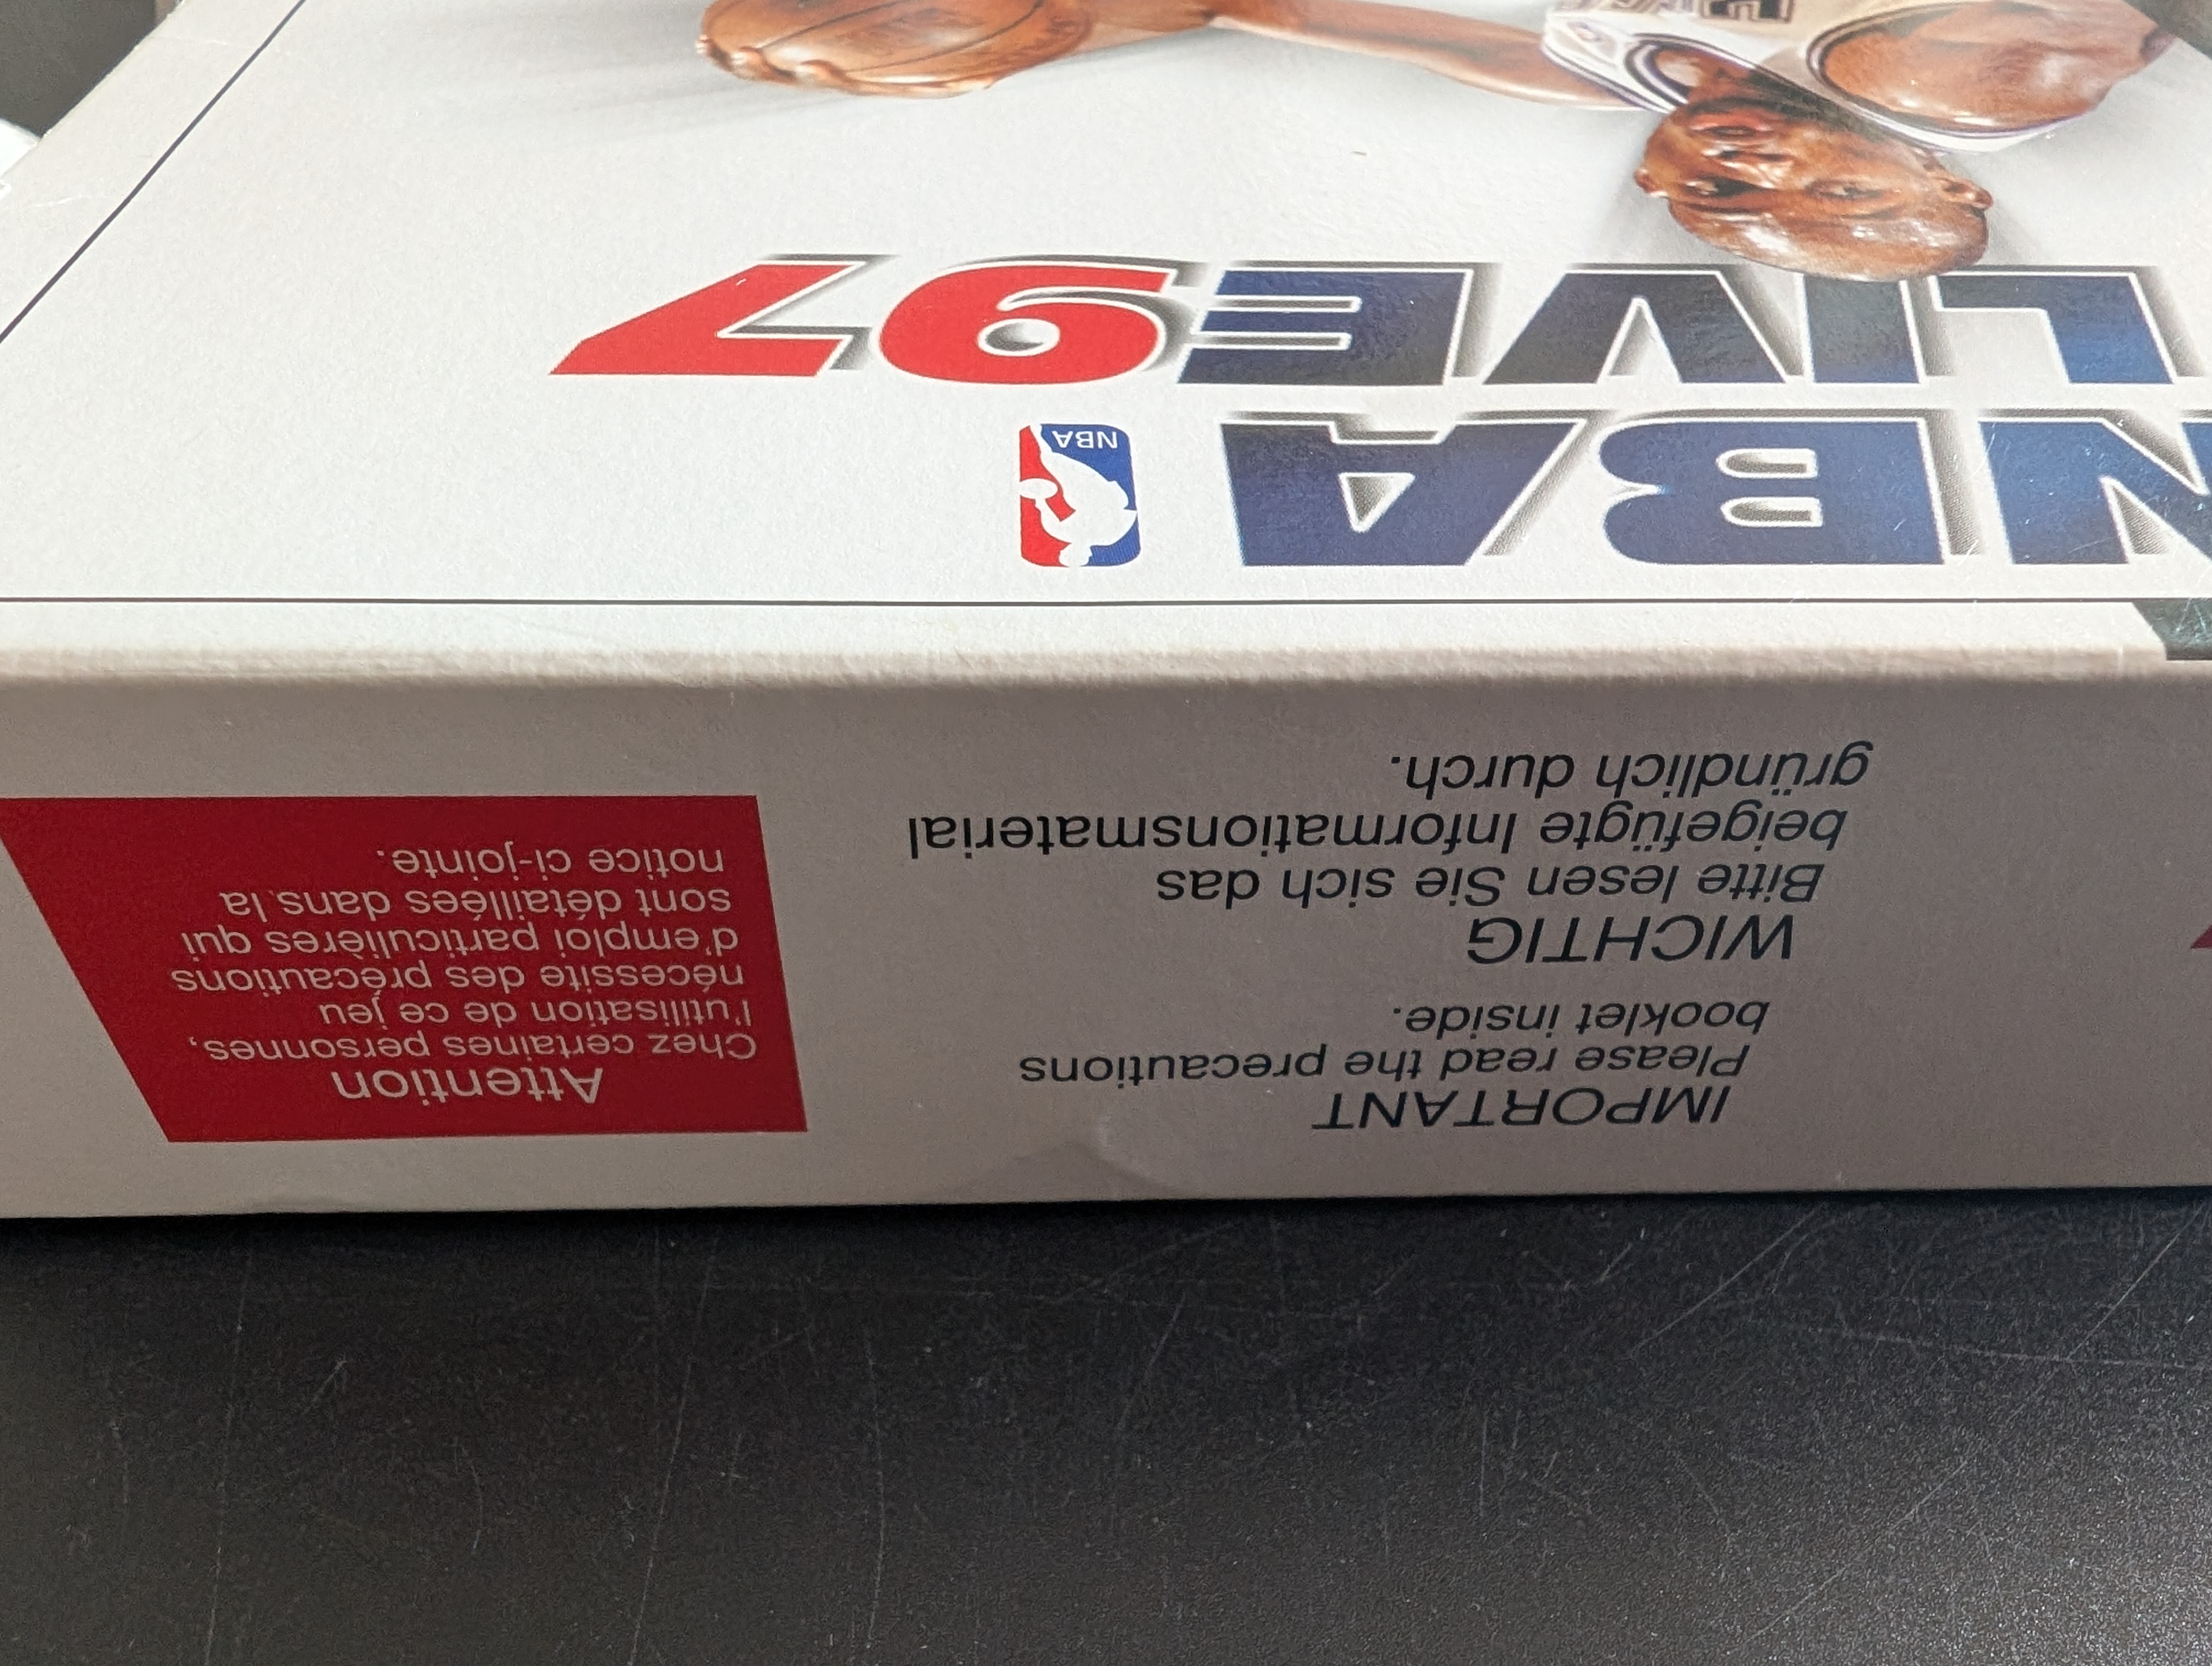 IMPORTANT
Please read the precautions
booklet inside.
WICHTIG
Bitte lesen Sie sich das
beigefügte Informationsmaterial
gründlich durch.
Attention
Chez certaines personnes,
l'utilisation de ce jeu
nécessite des précautions
d'emploi particulières qui
sont détaillées dans la
notice ci-jointe.
NBA
NBA
LIVE 97